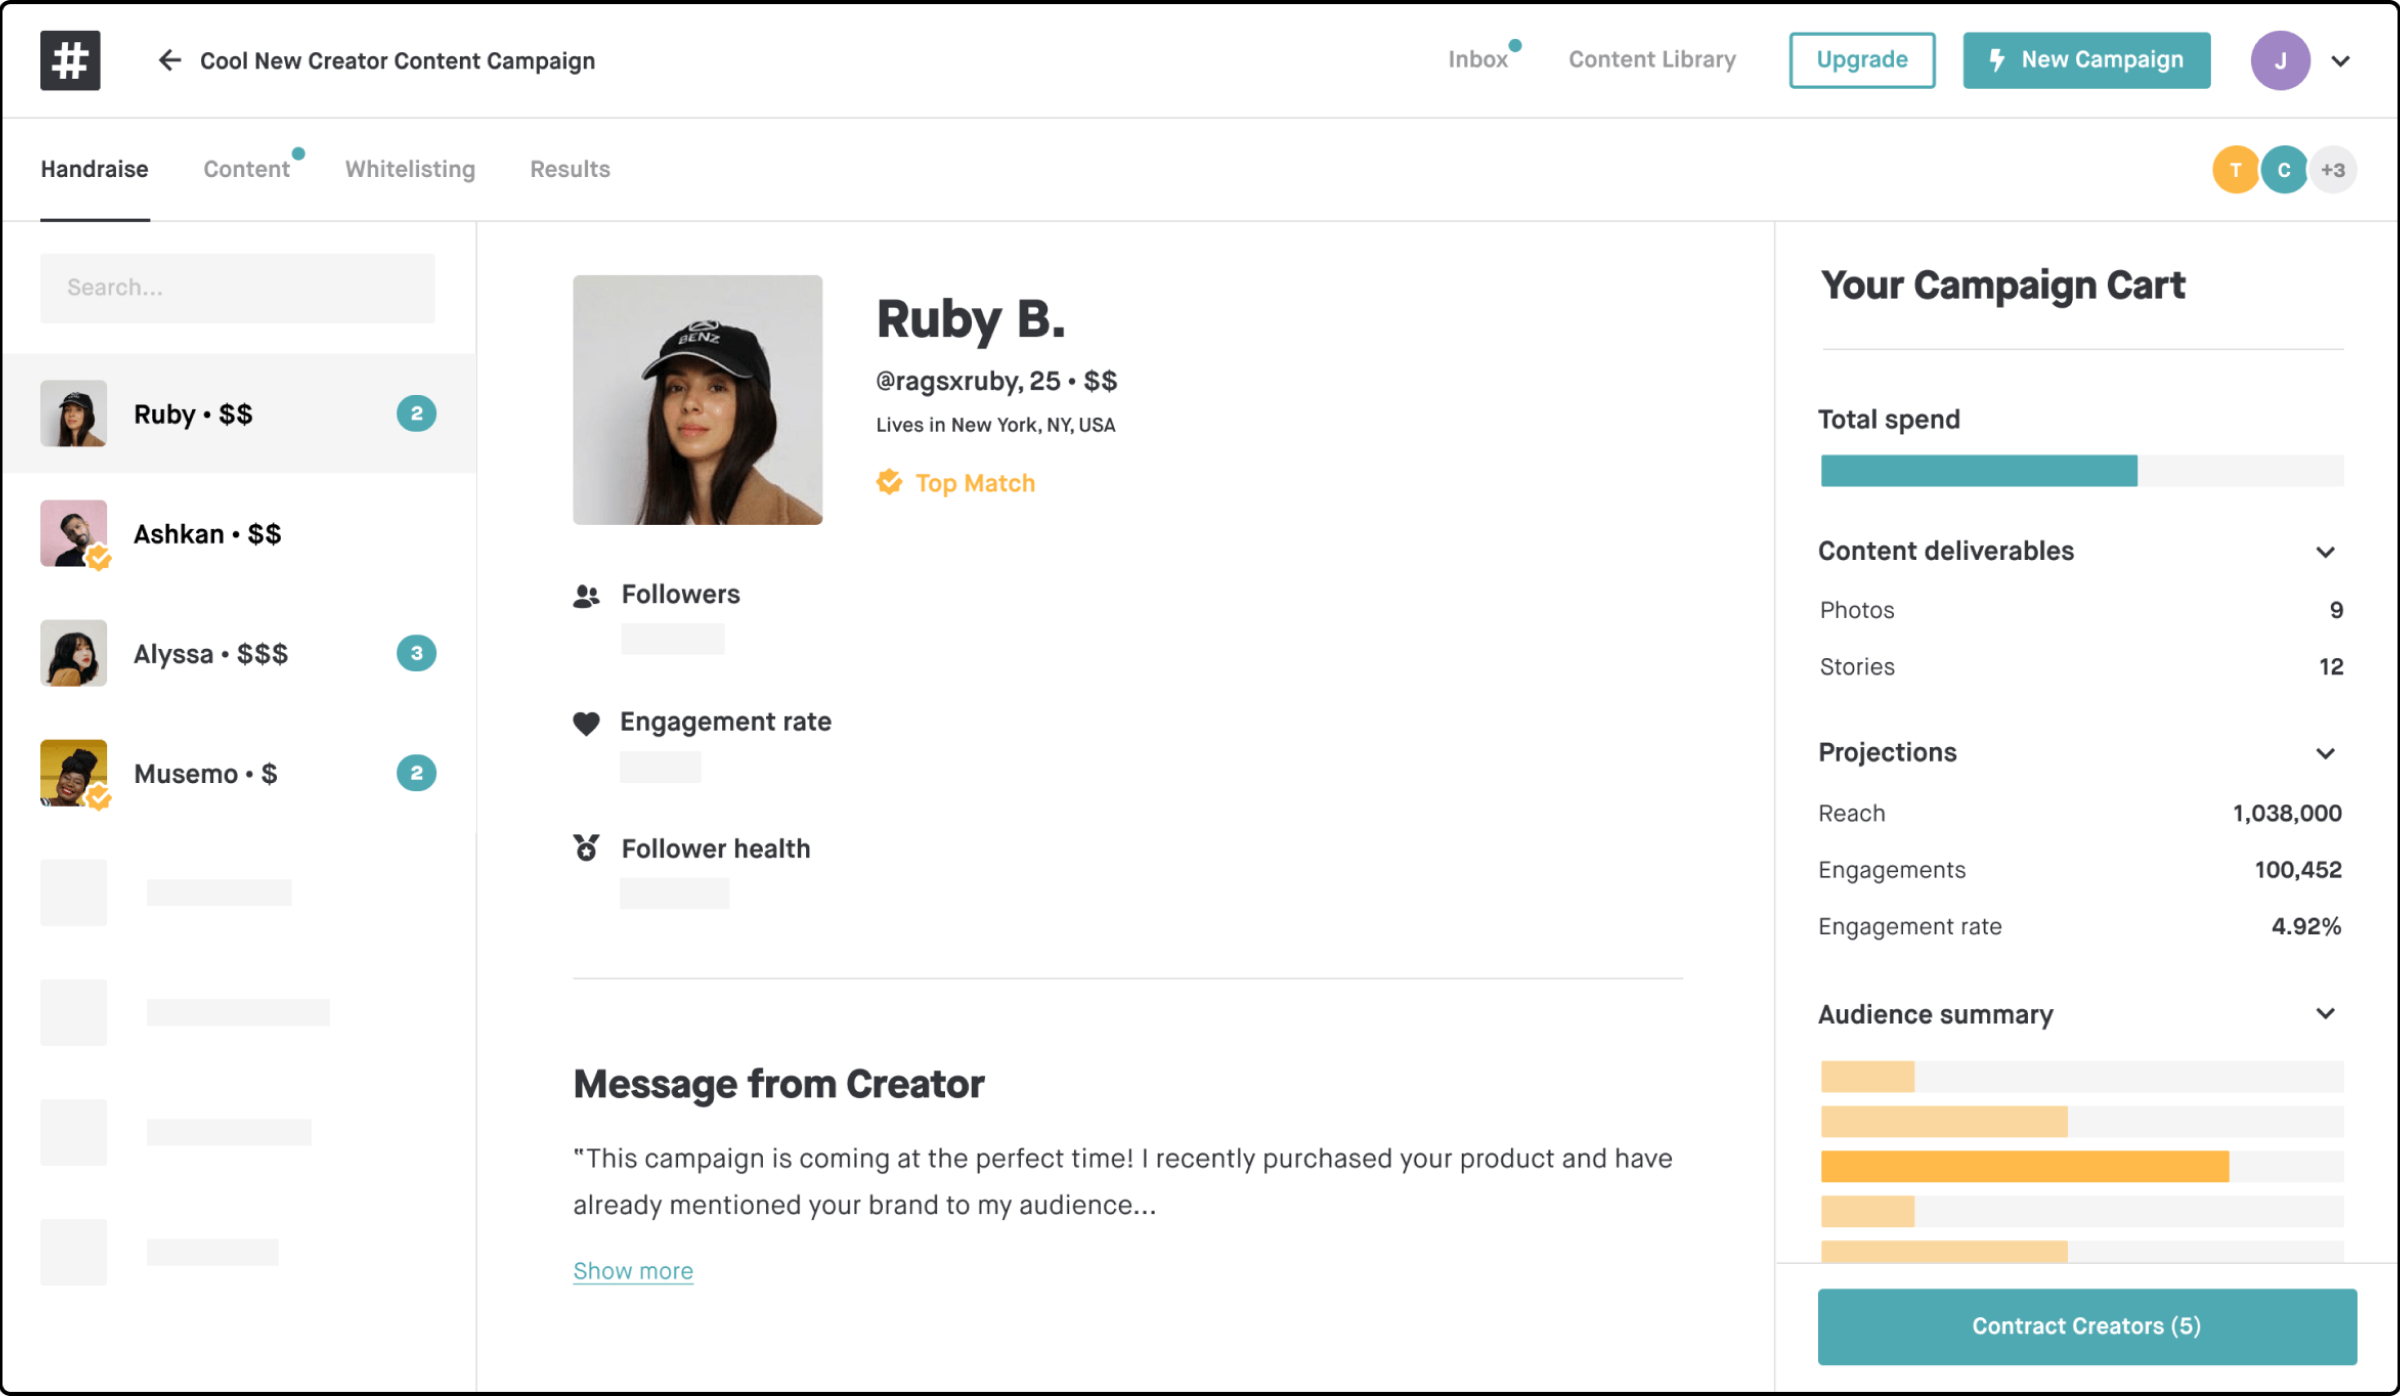 #
← Cool New Creator Content Campaign
Inbox
Content Library
Upgrade
New Campaign
J
Handraise
Content
Whitelisting
Results
T
C
+3
Search...
Ruby • $$
2
Ashkan • $$
Alyssa • $$$
3
Musemo • $
2
BENZ
Ruby B.
@ragsxruby, 25 • $$
Lives in New York, NY, USA
Top Match
Followers
Engagement rate
Follower health
Message from Creator
"This campaign is coming at the perfect time! I recently purchased your product and have
already mentioned your brand to my audience...
Show more
Your Campaign Cart
Total spend
Content deliverables
Photos 9
Stories 12
Projections
Reach 1,038,000
Engagements 100,452
Engagement rate 4.92%
Audience summary
Contract Creators (5)